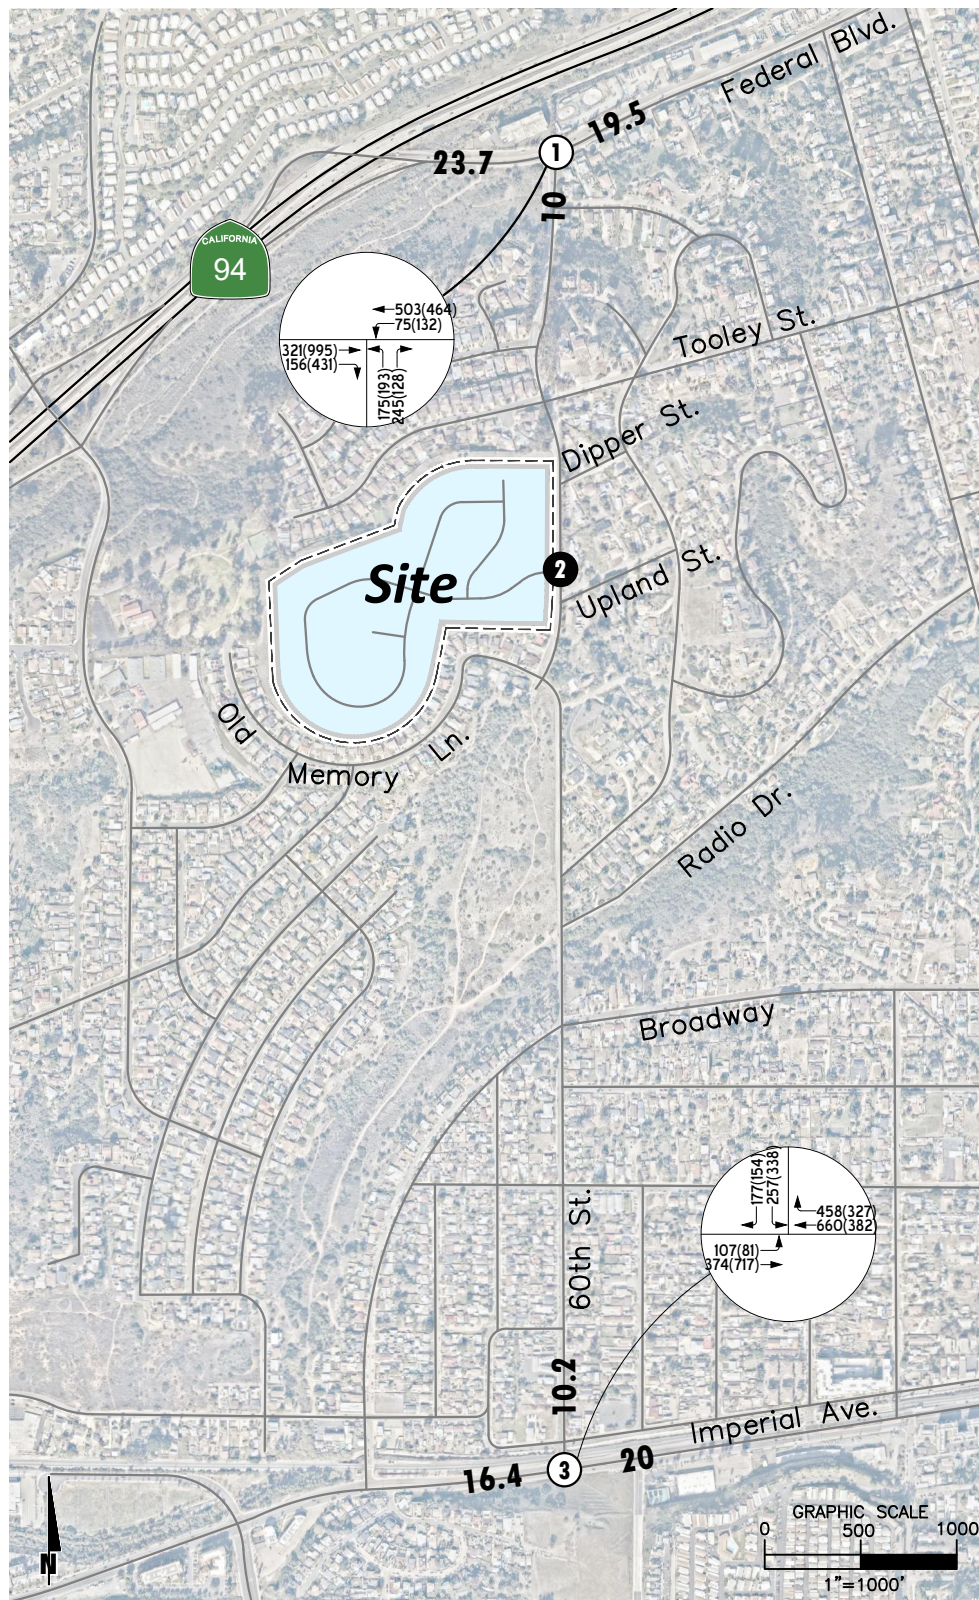 Federal Blvd.
19.5
1
23.7
10
CALIFORNIA
94
503(464)
75(132)
321(995)
156(431)
175(193)
245(128)
Tooley St.
Dipper St.
Site
2
Upland St.
Old
Memory
Ln.
Radio Dr.
Broadway
177(154)
257(338)
458(327)
660(382)
107(81)
374(717)
60th St.
10.2
Imperial Ave.
16.4
3
20
N
GRAPHIC SCALE
0 500 1000
1"=1000'